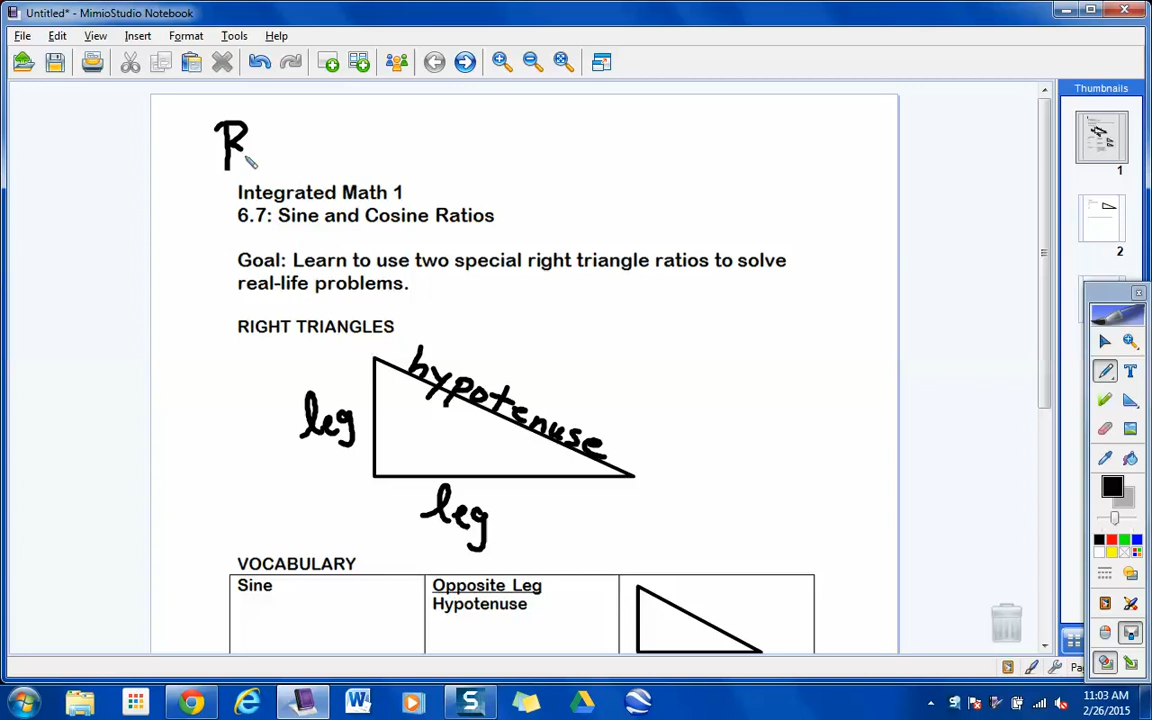 Untitled* - MimioStudio Notebook
File Edit View Insert Format Tools Help
Thumbnails
R
Integrated Math 1
6.7: Sine and Cosine Ratios
Goal: Learn to use two special right triangle ratios to solve
real-life problems.
RIGHT TRIANGLES
hypotenuse
leg
leg
VOCABULARY
Sine
Opposite Leg
Hypotenuse
1
2
T
11:03 AM
2/26/2015